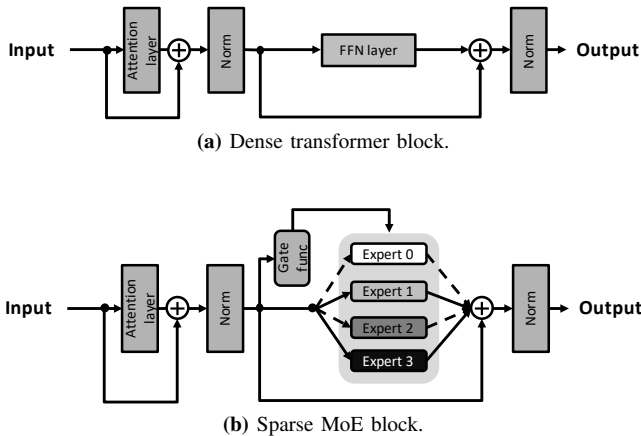 Input
Attention
layer
Norm
FFN layer
Norm
Output
(a) Dense transformer block.
Gate
func
Expert 0
Input
Attention
layer
Norm
Expert 1
Expert 2
Expert 3
Norm
Output
(b) Sparse MoE block.